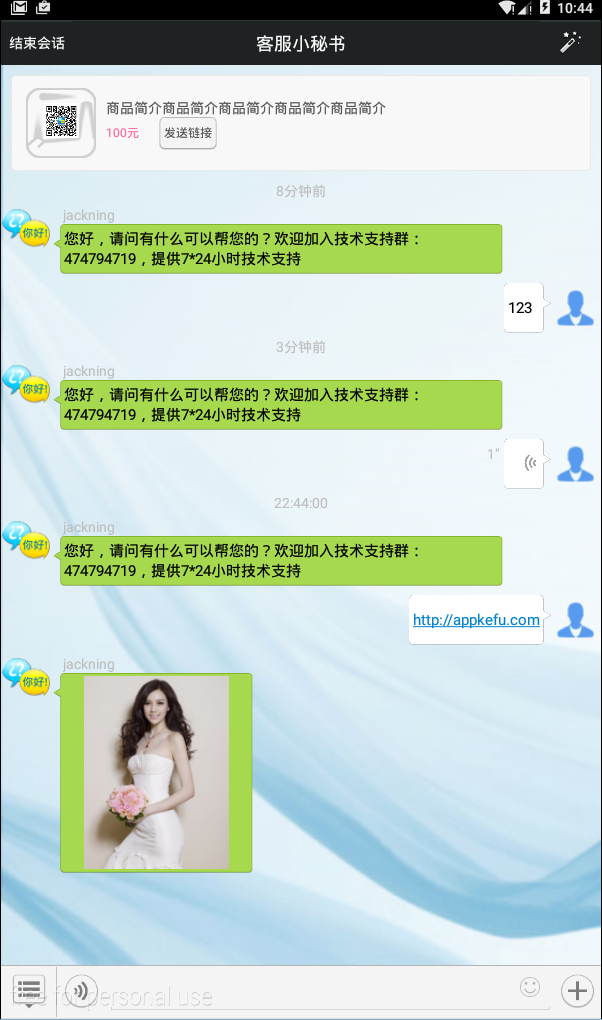 10:44
结束会话
客服小秘书
商品简介商品简介商品简介商品简介商品简介
100元
发送链接
8分钟前
jackning
你好!
您好，请问有什么可以帮您的？欢迎加入技术支持群：
474794719，提供7*24小时技术支持
123
3分钟前
jackning
你好!
您好，请问有什么可以帮您的？欢迎加入技术支持群：
474794719，提供7*24小时技术支持
1"
22:44:00
jackning
你好!
您好，请问有什么可以帮您的？欢迎加入技术支持群：
474794719，提供7*24小时技术支持
http://appkefu.com
jackning
你好!
free for personal use